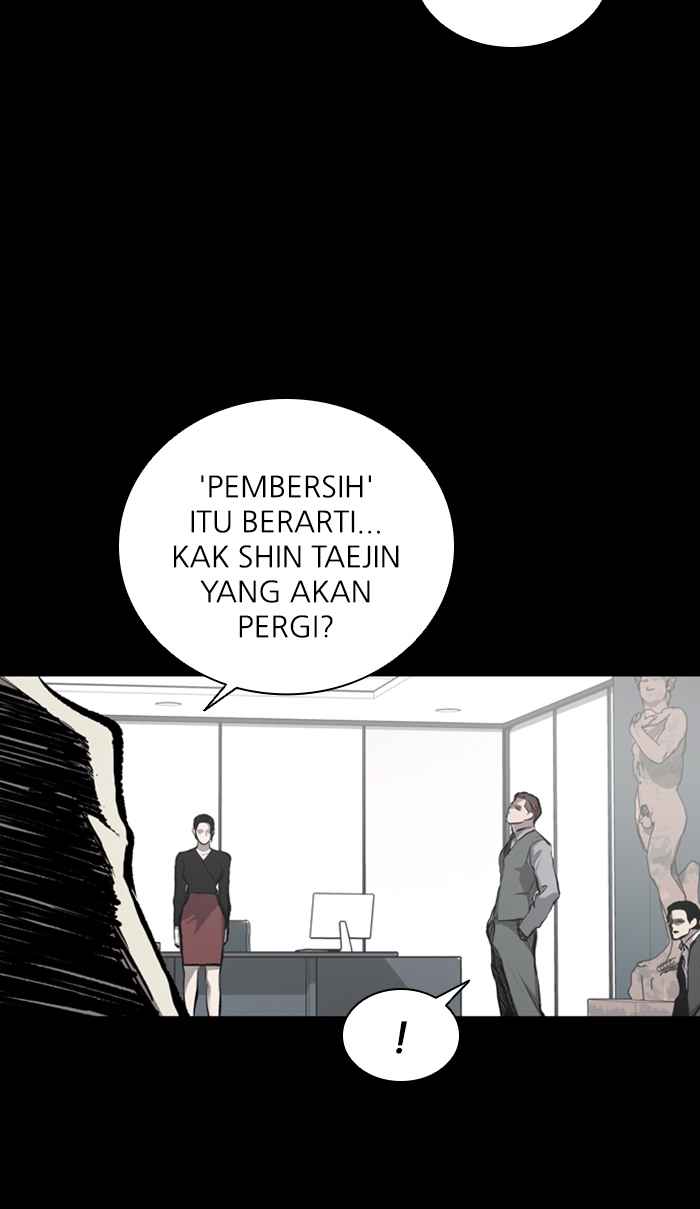 'PEMBERSIH'
ITU BERARTI...
KAK SHIN TAEJIN
YANG AKAN
PERGI?
!